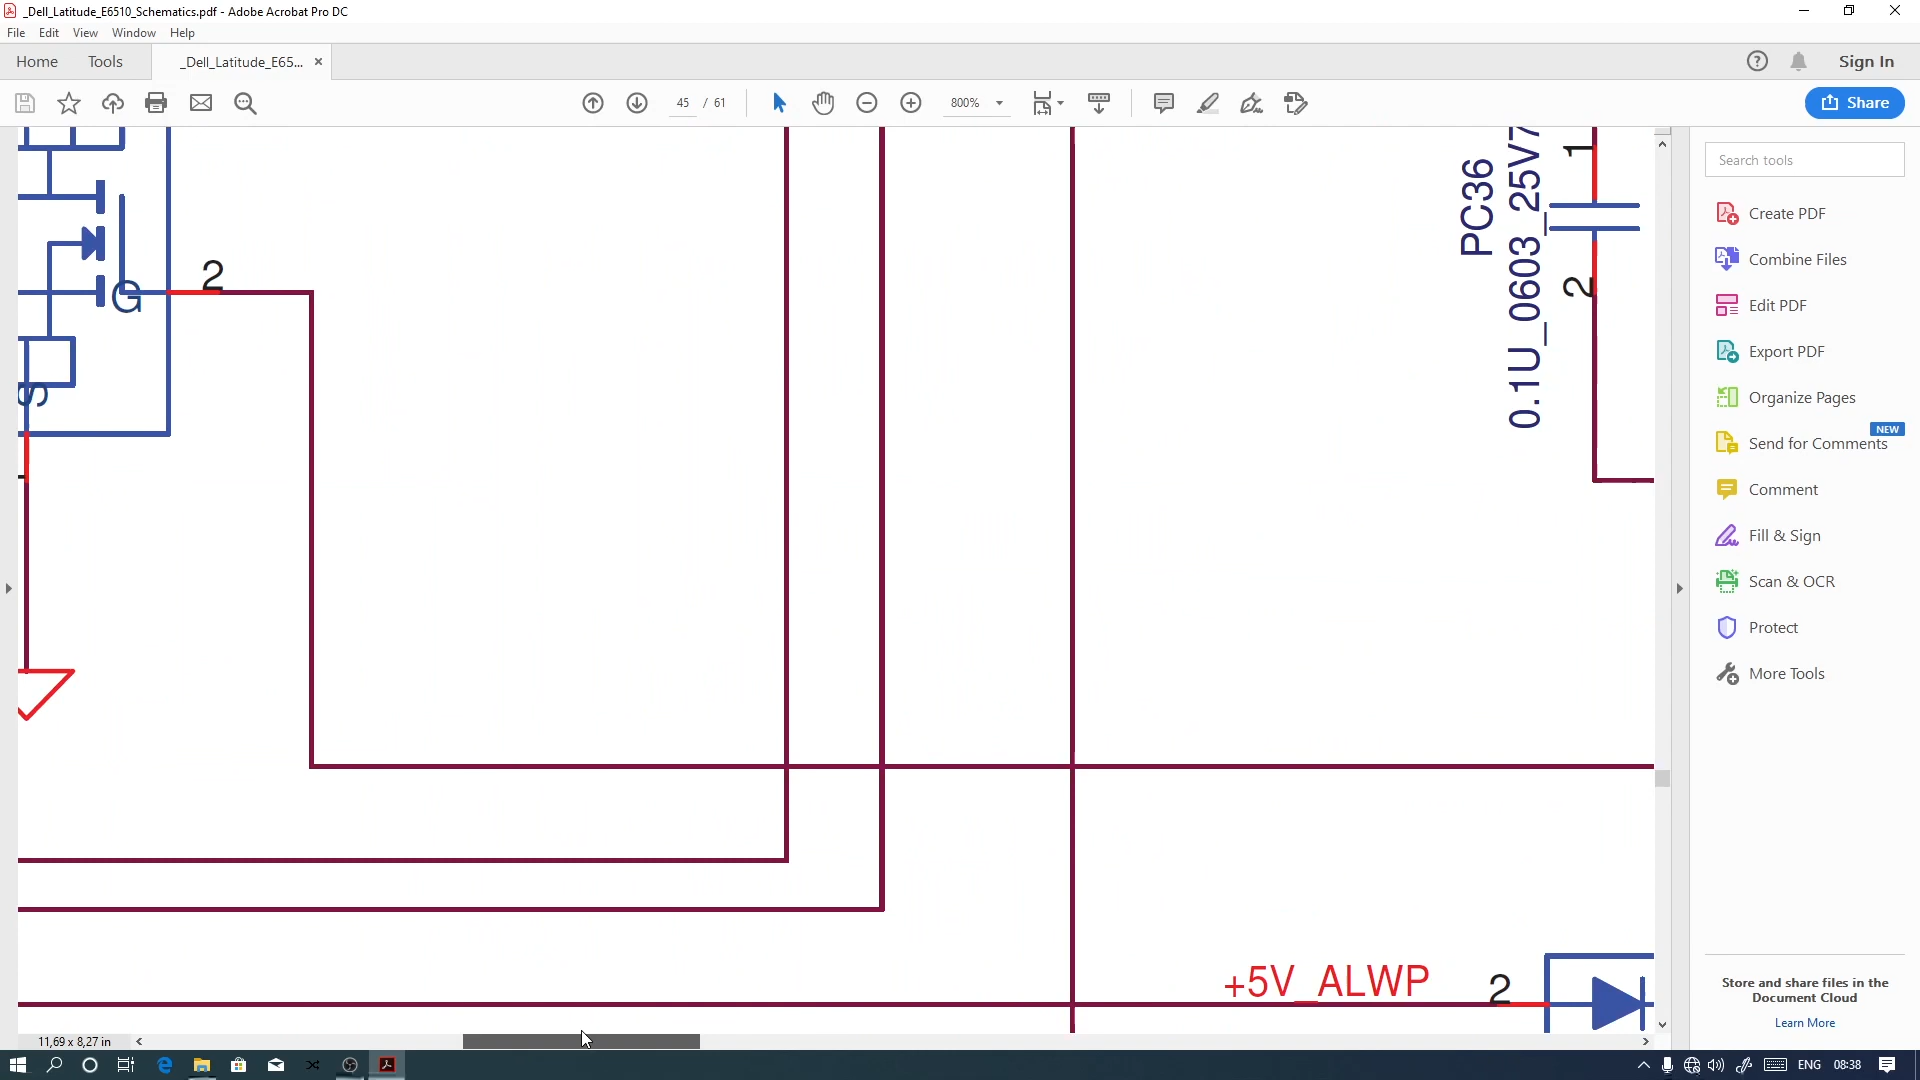 _Dell_Latitude_E6510_Schematics.pdf - Adobe Acrobat Pro DC
File Edit View Window Help
Home Tools _Dell_Latitude_E65... × Sign In
45 / 61 800% Share
Search tools
Create PDF
Combine Files
Edit PDF
Export PDF
Organize Pages
NEW
Send for Comments
Comment
Fill & Sign
Scan & OCR
Protect
More Tools
Store and share files in the
Document Cloud
Learn More
G
2
S
1
PC36
0.1U_0603_25V7
1
2
+5V_ALWP
2
11,69 x 8,27 in
ENG 08:38